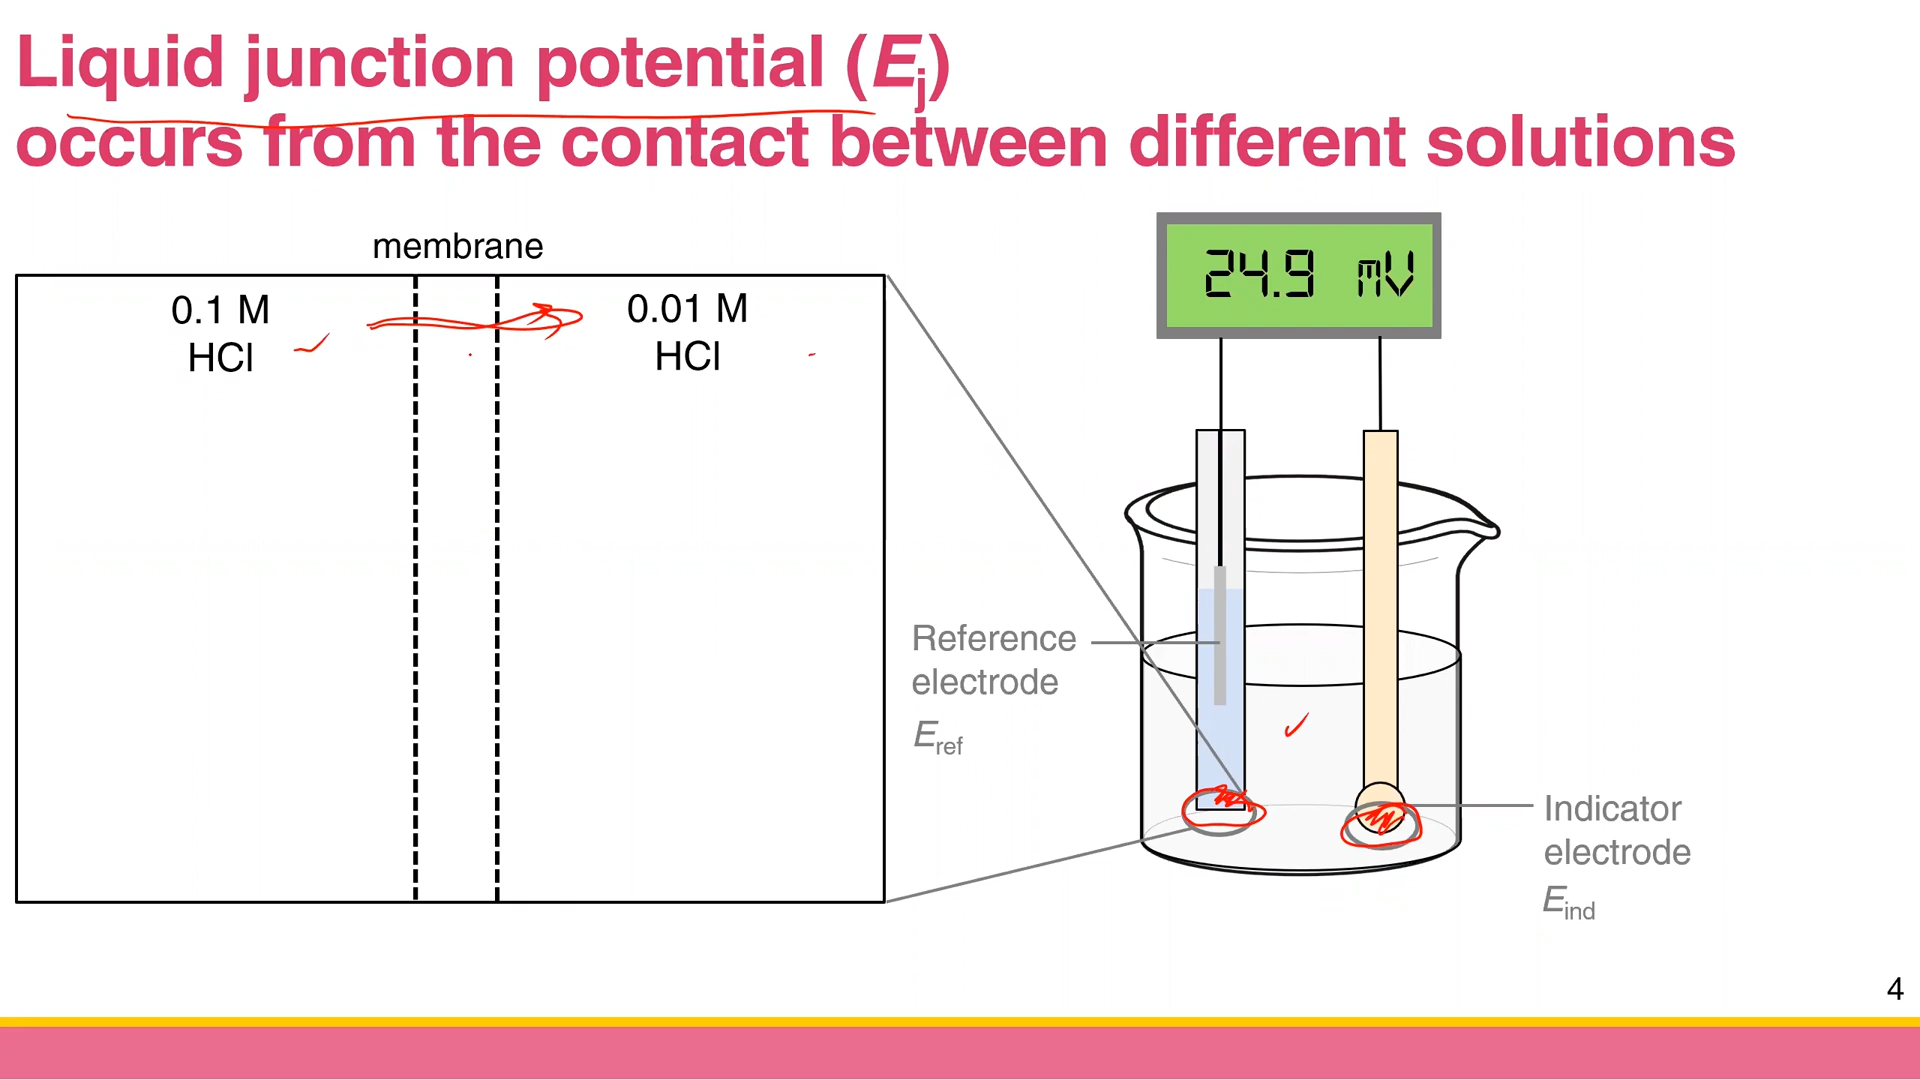 Liquid junction potential (Ej)
occurs from the contact between different solutions
membrane
0.1 M
HCl
0.01 M
HCl
24.9 mV
Reference
electrode
Eref
Indicator
electrode
Eind
4